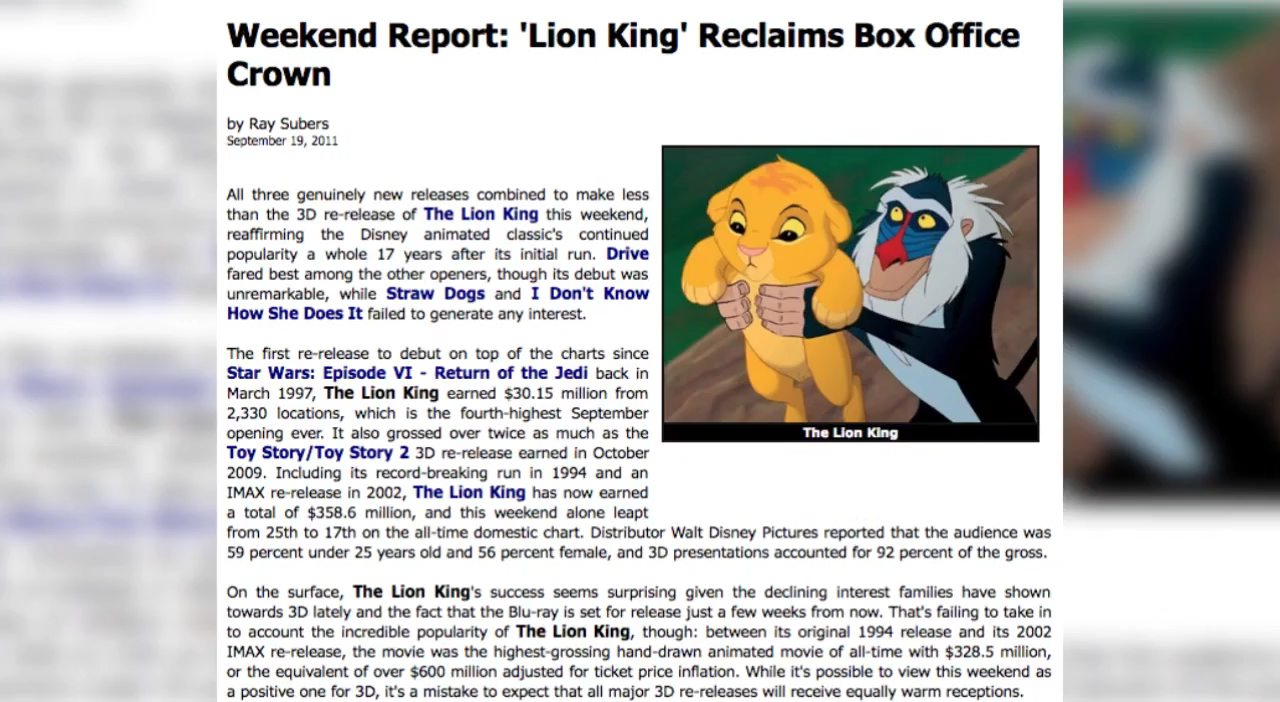 Weekend Report: 'Lion King' Reclaims Box Office
Crown
by Ray Subers
September 19, 2011
All three genuinely new releases combined to make less
than the 3D re-release of The Lion King this weekend,
reaffirming the Disney animated classic's continued
popularity a whole 17 years after its initial run. Drive
fared best among the other openers, though its debut was
unremarkable, while Straw Dogs and I Don't Know
How She Does It failed to generate any interest.
The first re-release to debut on top of the charts since
Star Wars: Episode VI - Return of the Jedi back in
March 1997, The Lion King earned $30.15 million from
2,330 locations, which is the fourth-highest September
opening ever. It also grossed over twice as much as the
Toy Story/Toy Story 2 3D re-release earned in October
2009. Including its record-breaking run in 1994 and an
IMAX re-release in 2002, The Lion King has now earned
a total of $358.6 million, and this weekend alone leapt
from 25th to 17th on the all-time domestic chart. Distributor Walt Disney Pictures reported that the audience was
59 percent under 25 years old and 56 percent female, and 3D presentations accounted for 92 percent of the gross.
The Lion King
On the surface, The Lion King's success seems surprising given the declining interest families have shown
towards 3D lately and the fact that the Blu-ray is set for release just a few weeks from now. That's failing to take in
to account the incredible popularity of The Lion King, though: between its original 1994 release and its 2002
IMAX re-release, the movie was the highest-grossing hand-drawn animated movie of all-time with $328.5 million,
or the equivalent of over $600 million adjusted for ticket price inflation. While it's possible to view this weekend as
a positive one for 3D, it's a mistake to expect that all major 3D re-releases will receive equally warm receptions.